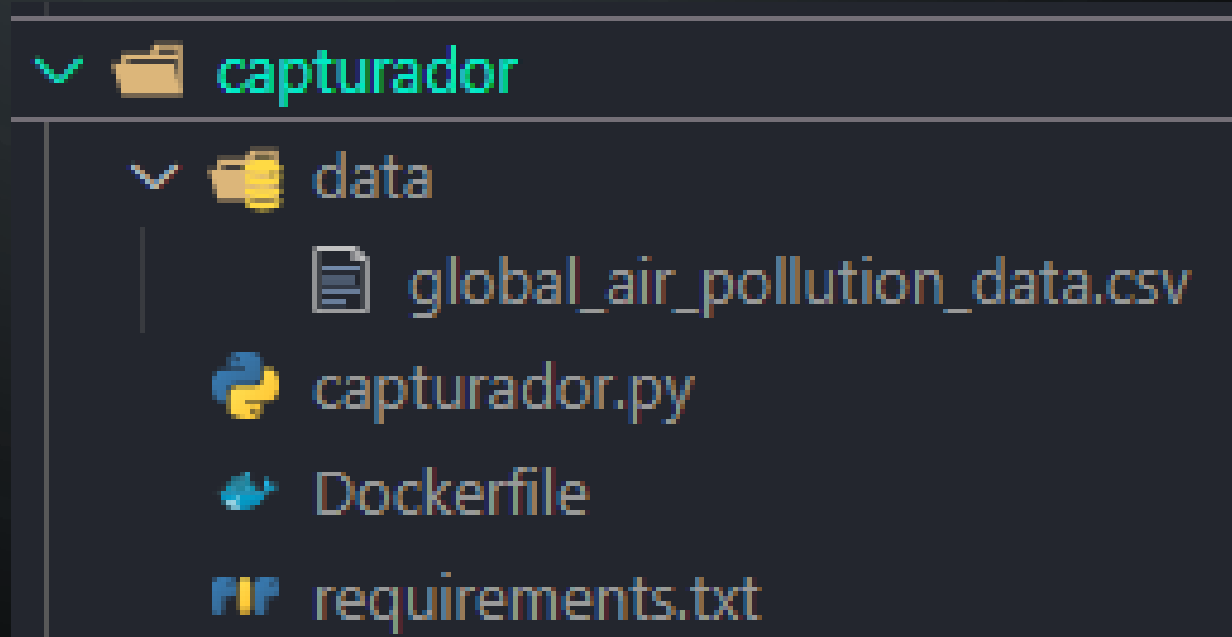 capturador
data
global_air_pollution_data.csv
capturador.py
Dockerfile
requirements.txt